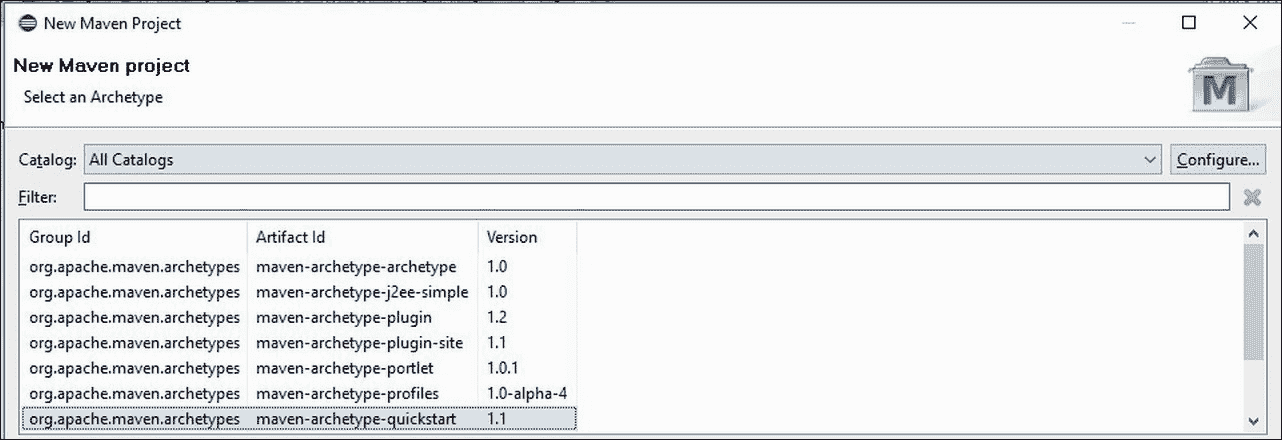 New Maven Project
New Maven project
Select an Archetype
M
Catalog: All Catalogs Configure...
Filter:
Group Id Artifact Id Version
org.apache.maven.archetypes maven-archetype-archetype 1.0
org.apache.maven.archetypes maven-archetype-j2ee-simple 1.0
org.apache.maven.archetypes maven-archetype-plugin 1.2
org.apache.maven.archetypes maven-archetype-plugin-site 1.1
org.apache.maven.archetypes maven-archetype-portlet 1.0.1
org.apache.maven.archetypes maven-archetype-profiles 1.0-alpha-4
org.apache.maven.archetypes maven-archetype-quickstart 1.1